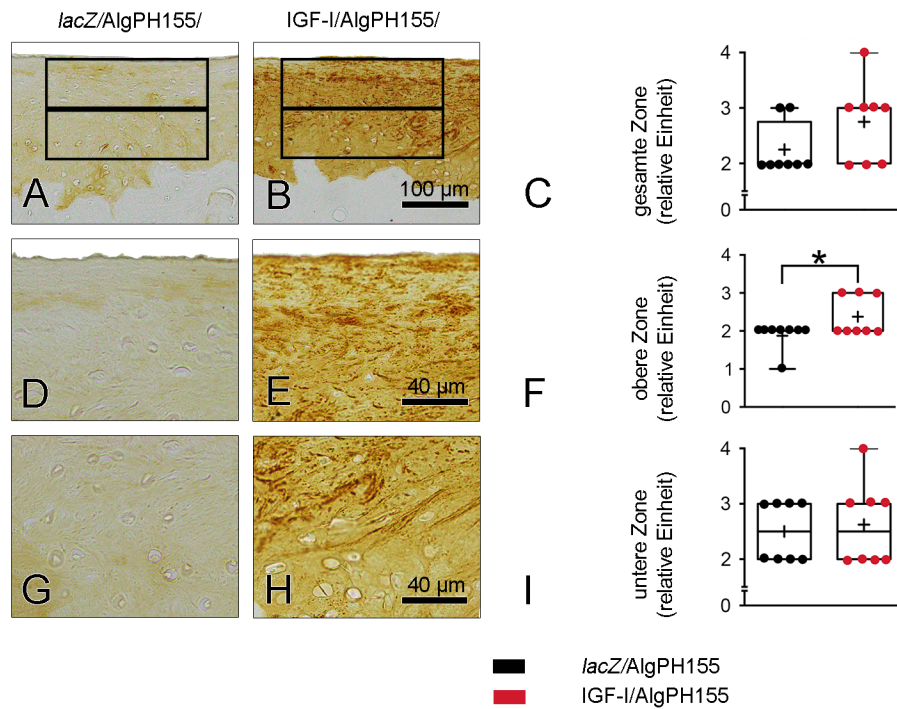 lacZ/AlgPH155/
IGF-I/AlgPH155/
A
B
100 µm
C
gesamte Zone
(relative Einheit)
4
3
2
0
D
E
40 µm
F
obere Zone
(relative Einheit)
*
4
3
2
1
0
G
H
40 µm
I
untere Zone
(relative Einheit)
4
3
2
0
lacZ/AlgPH155
IGF-I/AlgPH155